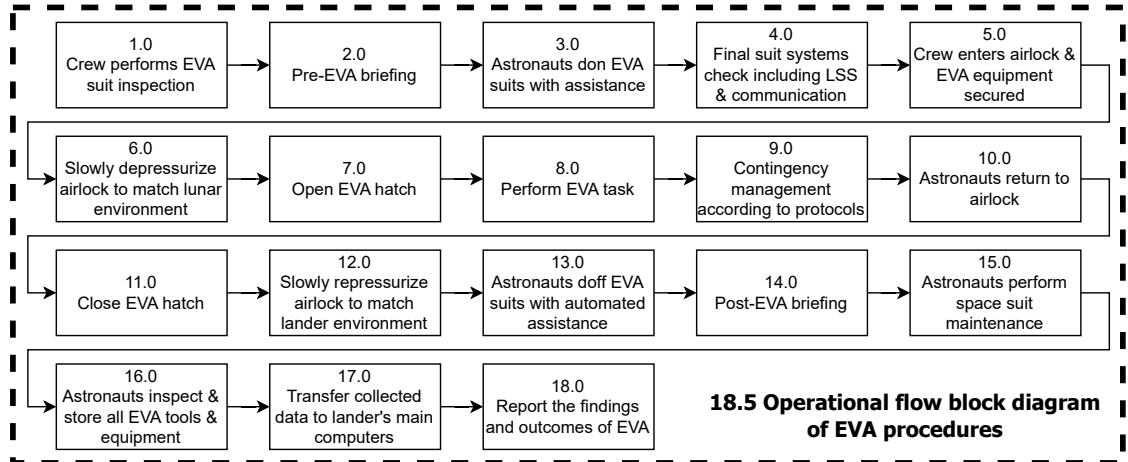 1.0
Crew performs EVA
suit inspection
2.0
Pre-EVA briefing
3.0
Astronauts don EVA
suits with assistance
4.0
Final suit systems
check including LSS
& communication
5.0
Crew enters airlock &
EVA equipment
secured
6.0
Slowly depressurize
airlock to match lunar
environment
7.0
Open EVA hatch
8.0
Perform EVA task
9.0
Contingency
management
according to protocols
10.0
Astronauts return to
airlock
11.0
Close EVA hatch
12.0
Slowly repressurize
airlock to match
lander environment
13.0
Astronauts doff EVA
suits with automated
assistance
14.0
Post-EVA briefing
15.0
Astronauts perform
space suit
maintenance
16.0
Astronauts inspect &
store all EVA tools &
equipment
17.0
Transfer collected
data to lander's main
computers
18.0
Report the findings
and outcomes of EVA
18.5 Operational flow block diagram
of EVA procedures